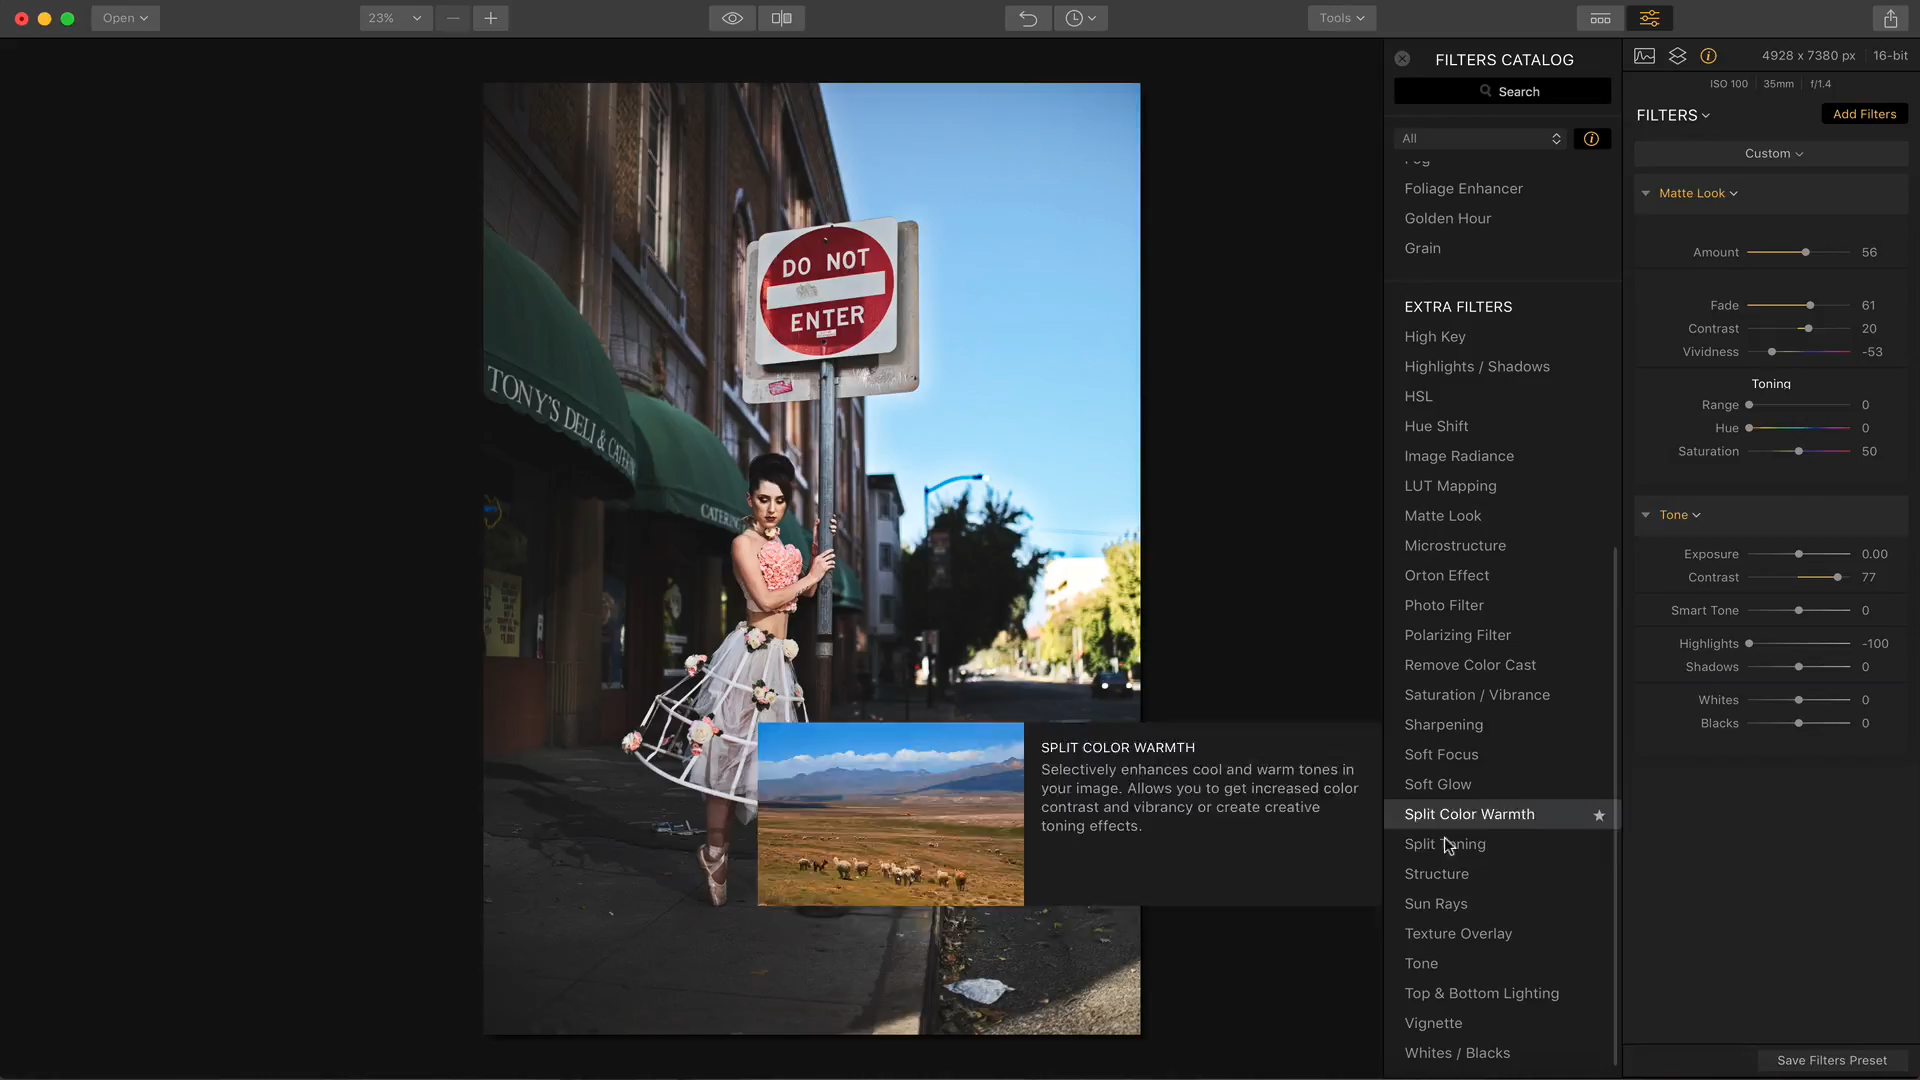 Open
23%
Tools
FILTERS CATALOG
Search
All
Fog
Foliage Enhancer
Golden Hour
Grain
EXTRA FILTERS
High Key
Highlights / Shadows
HSL
Hue Shift
Image Radiance
LUT Mapping
Matte Look
Microstructure
Orton Effect
Photo Filter
Polarizing Filter
Remove Color Cast
Saturation / Vibrance
Sharpening
Soft Focus
Soft Glow
Split Color Warmth
Split Toning
Structure
Sun Rays
Texture Overlay
Tone
Top & Bottom Lighting
Vignette
Whites / Blacks
4928 x 7380 px
16-bit
ISO 100
35mm
f/1.4
FILTERS
Add Filters
Custom
Matte Look
Amount 56
Fade 61
Contrast 20
Vividness -53
Toning
Range 0
Hue 0
Saturation 50
Tone
Exposure 0.00
Contrast 77
Smart Tone 0
Highlights -100
Shadows 0
Whites 0
Blacks 0
Save Filters Preset
DO NOT
ENTER
TONY'S DELI & CATERING
CATERING
SPLIT COLOR WARMTH
Selectively enhances cool and warm tones in
your image. Allows you to get increased color
contrast and vibrancy or create creative
toning effects.